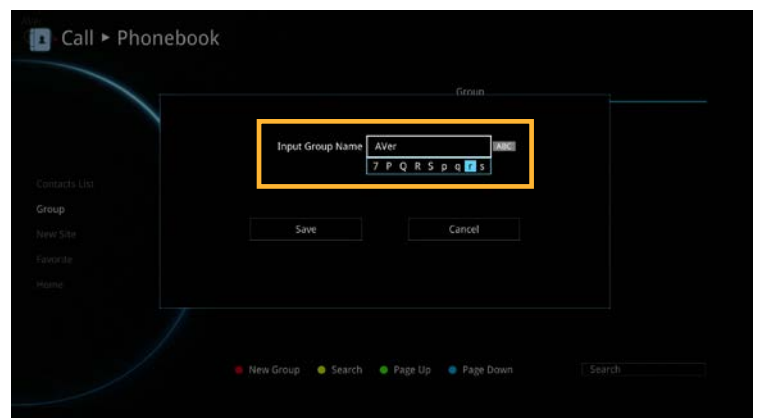 Call ▸ Phonebook
Group
Input Group Name AVer ABC
7 P Q R S p q r s
Contacts List
Group
New Site
Favorite
Home
Save Cancel
New Group Search Page Up Page Down Search